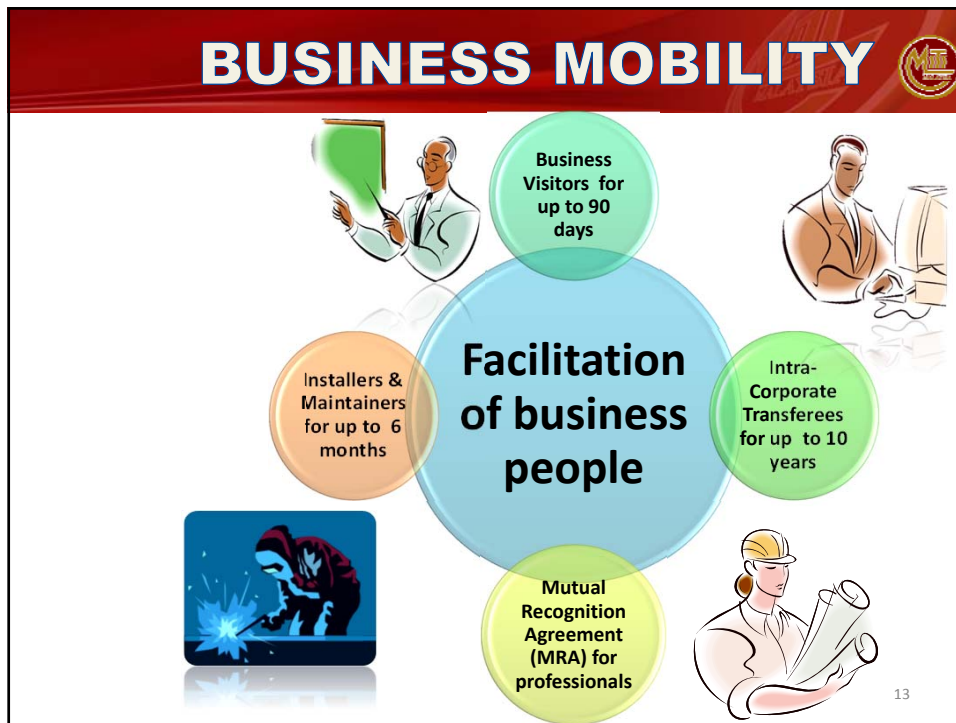 BUSINESS MOBILITY
Business
Visitors for
up to 90
days
Facilitation
of business
people
Installers &
Maintainers
for up to 6
months
Intra-
Corporate
Transferees
for up to 10
years
Mutual
Recognition
Agreement
(MRA) for
professionals
13